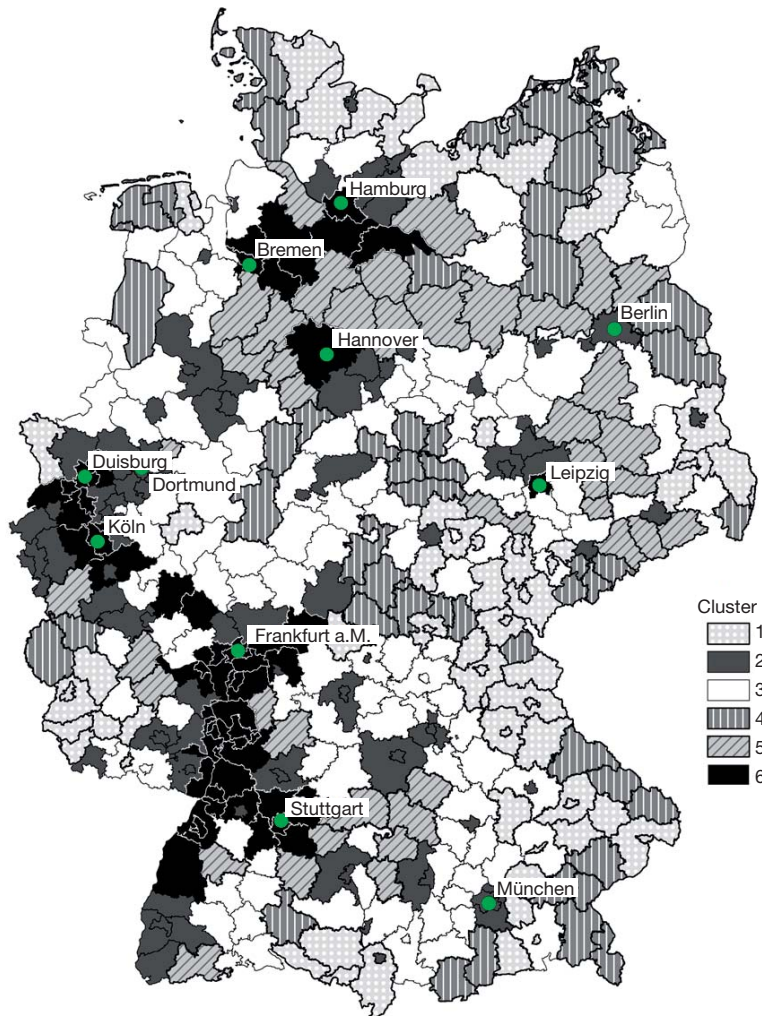 Hamburg
Bremen
Hannover
Berlin
Duisburg
Dortmund
Leipzig
Köln
Frankfurt a.M.
Stuttgart
München
Cluster
1
2
3
4
5
6